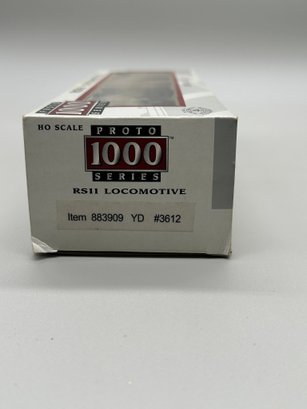 HO SCALE
PROTO
1000
SERIES
RS11 LOCOMOTIVE
Item 883909 YD #3612